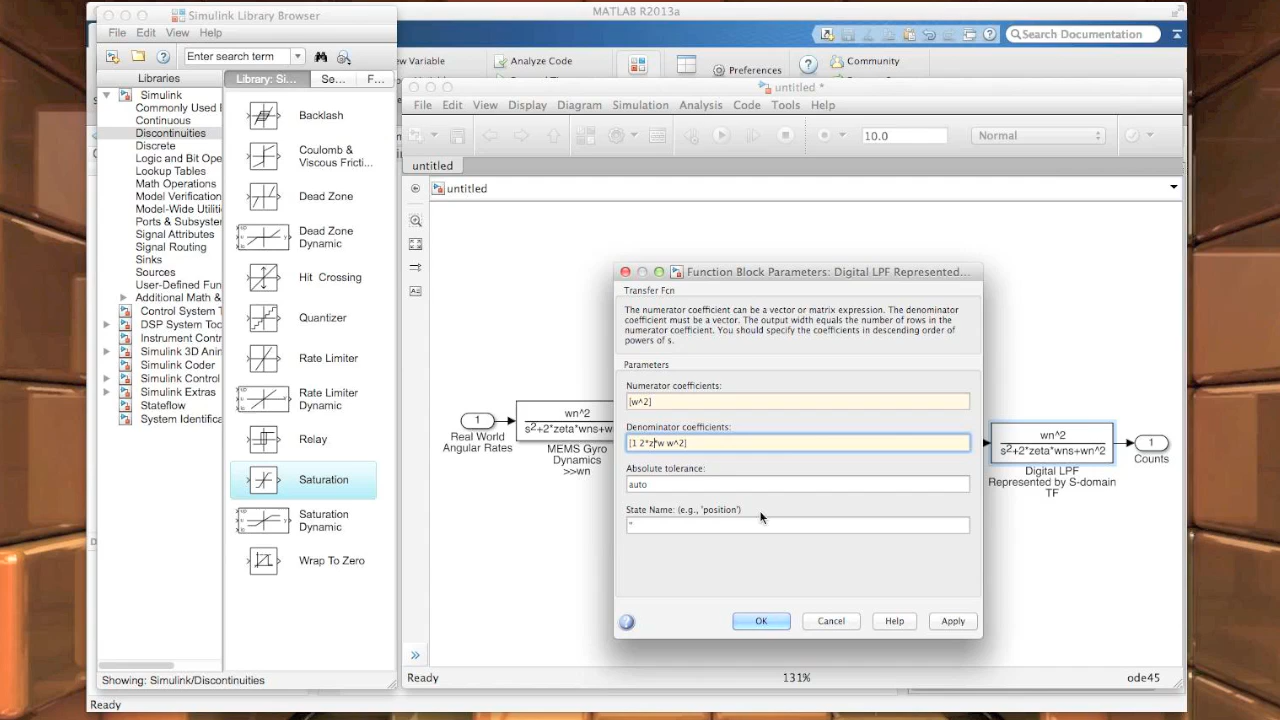 MATLAB R2013a
Simulink Library Browser
File Edit View Help
Enter search term
Search Documentation
Analyze Code
Preferences
Community
Libraries
Library: Si...
Se...
F...
Simulink
Commonly Used
Continuous
Discontinuities
Discrete
Logic and Bit Ope
Lookup Tables
Math Operations
Model Verification
Model-Wide Utiliti
Ports & Subsyster
Signal Attributes
Signal Routing
Sinks
Sources
User-Defined Fun
Additional Math &
Control System T
DSP System Too
Instrument Contr
Simulink 3D Anin
Simulink Coder
Simulink Control
Simulink Extras
Stateflow
System Identifica
Backlash
Coulomb &
Viscous Fricti...
Dead Zone
Dead Zone
Dynamic
Hit Crossing
Quantizer
Rate Limiter
Rate Limiter
Dynamic
Relay
Saturation
Saturation
Dynamic
Wrap To Zero
Showing: Simulink/Discontinuities
Ready
untitled *
File Edit View Display Diagram Simulation Analysis Code Tools Help
10.0
Normal
untitled
untitled
1
Real World
Angular Rates
wn^2
s²+2*zeta*wns+w
MEMS Gyro
Dynamics
>>wn
Function Block Parameters: Digital LPF Represented...
Transfer Fcn
The numerator coefficient can be a vector or matrix expression. The denominator
coefficient must be a vector. The output width equals the number of rows in the
numerator coefficient. You should specify the coefficients in descending order of
powers of s.
Parameters
Numerator coefficients:
[w^2]
Denominator coefficients:
[1 2*z*w w^2]
Absolute tolerance:
auto
State Name: (e.g., 'position')
''
OK
Cancel
Help
Apply
wn^2
s²+2*zeta*wns+wn^2
Digital LPF
Represented by S-domain
TF
1
Counts
Ready
131%
ode45